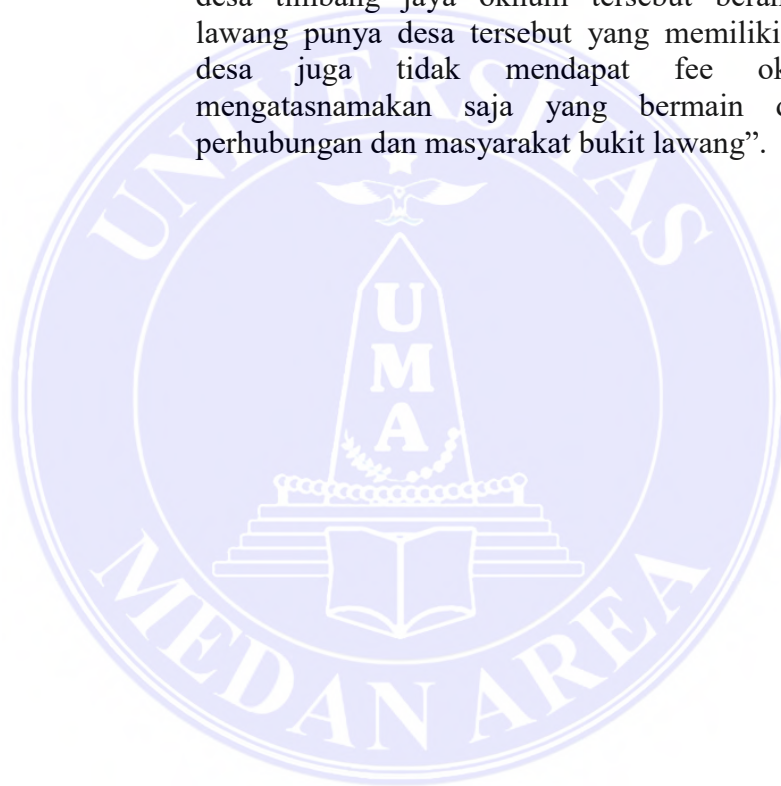 desa timbang jaya oknum tersebut
lawang punya desa tersebut yang memiliki
desa juga tidak mendapat fee
mengatasnamakan saja yang bermain
perhubungan dan masyarakat bukit lawang”.
UNIVERSITAS
UMA
MEDAN AREA